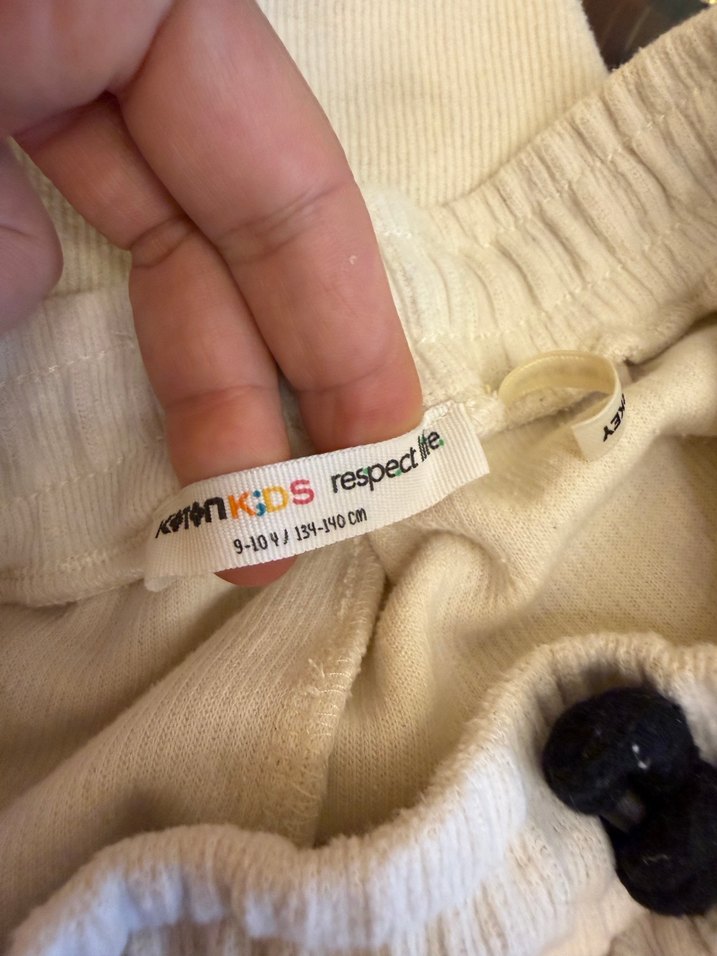 KOTON KiDS respect life.
9-10 Y / 134-140 CM